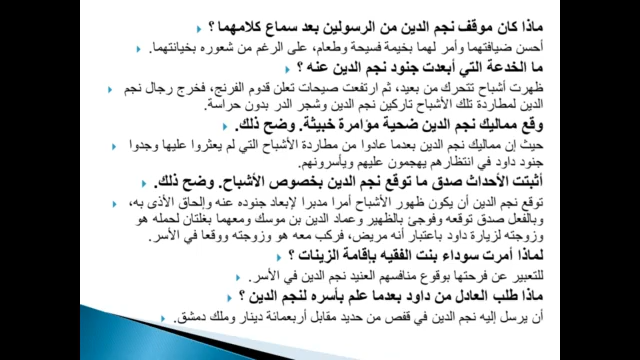 ماذا كان موقف نجم الدين من الرسولين بعد سماع كلامهما ؟
أحسن ضيافتهما وأمر لهما بخيمة فسيحة وطعام، على الرغم من شعوره بخيانتهما.
ما الخدعة التي أبعدت جنود نجم الدين عنه ؟
ظهرت أشباح تتحرك من بعيد، ثم ارتفعت صيحات تعلن قدوم الفرنج، فخرج رجال نجم
الدين لمطاردة تلك الأشباح تاركين نجم الدين وشجر الدر بدون حراسة.
وقع مماليك نجم الدين ضحية مؤامرة خبيثة. وضح ذلك.
حيث إن مماليك نجم الدين بعدما عادوا من مطاردة الأشباح التي لم يعثروا عليها وجدوا
جنود داود في انتظارهم يهجمون عليهم ويأسرونهم.
أثبتت الأحداث صدق ما توقع نجم الدين بخصوص الأشباح. وضح ذلك.
توقع نجم الدين أن يكون ظهور الأشباح أمرا مدبرا لإبعاد جنوده عنه وإلحاق الأذى به،
وبالفعل صدق توقعه وفوجئ بالظهير وعماد الدين بن موسك ومعهما بغلتان لحمله هو
وزوجته لزيارة داود باعتبار أنه مريض، فركب معه هو وزوجته ووقعا في الأسر.
لماذا أمرت سوداء بنت الفقيه بإقامة الزينات ؟
للتعبير عن فرحتها بوقوع منافسهم العنيد نجم الدين في الأسر.
ماذا طلب العادل من داود بعدما علم بأسره لنجم الدين ؟
أن يرسل إليه نجم الدين في قفص من حديد مقابل أربعمائة دينار وملك دمشق.